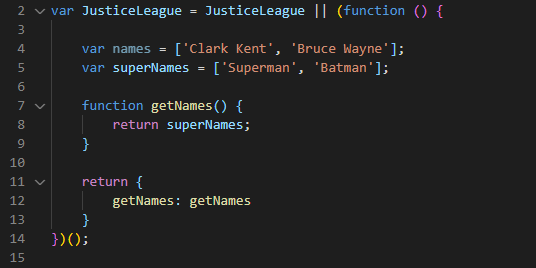 2 var JusticeLeague = JusticeLeague || (function () {
3
4     var names = ['Clark Kent', 'Bruce Wayne'];
5     var superNames = ['Superman', 'Batman'];
6
7     function getNames() {
8         return superNames;
9     }
10
11     return {
12         getNames: getNames
13     }
14 })();
15